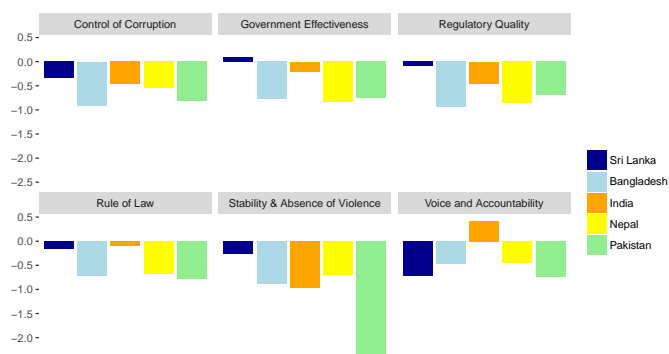 Control of Corruption
Government Effectiveness
Regulatory Quality
0.5
0.0
−0.5
−1.0
−1.5
−2.0
−2.5
Rule of Law
Stability & Absence of Violence
Voice and Accountability
0.5
0.0
−0.5
−1.0
−1.5
−2.0
Sri Lanka
Bangladesh
India
Nepal
Pakistan